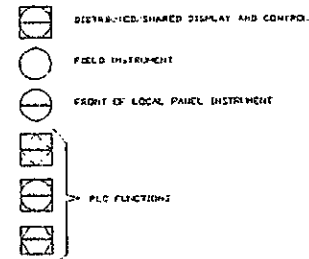 DISTRIBUTED/SHARED DISPLAY AND CONTROL
FIELD INSTRUMENT
FRONT OF LOCAL PANEL INSTRUMENT
PLC FUNCTIONS